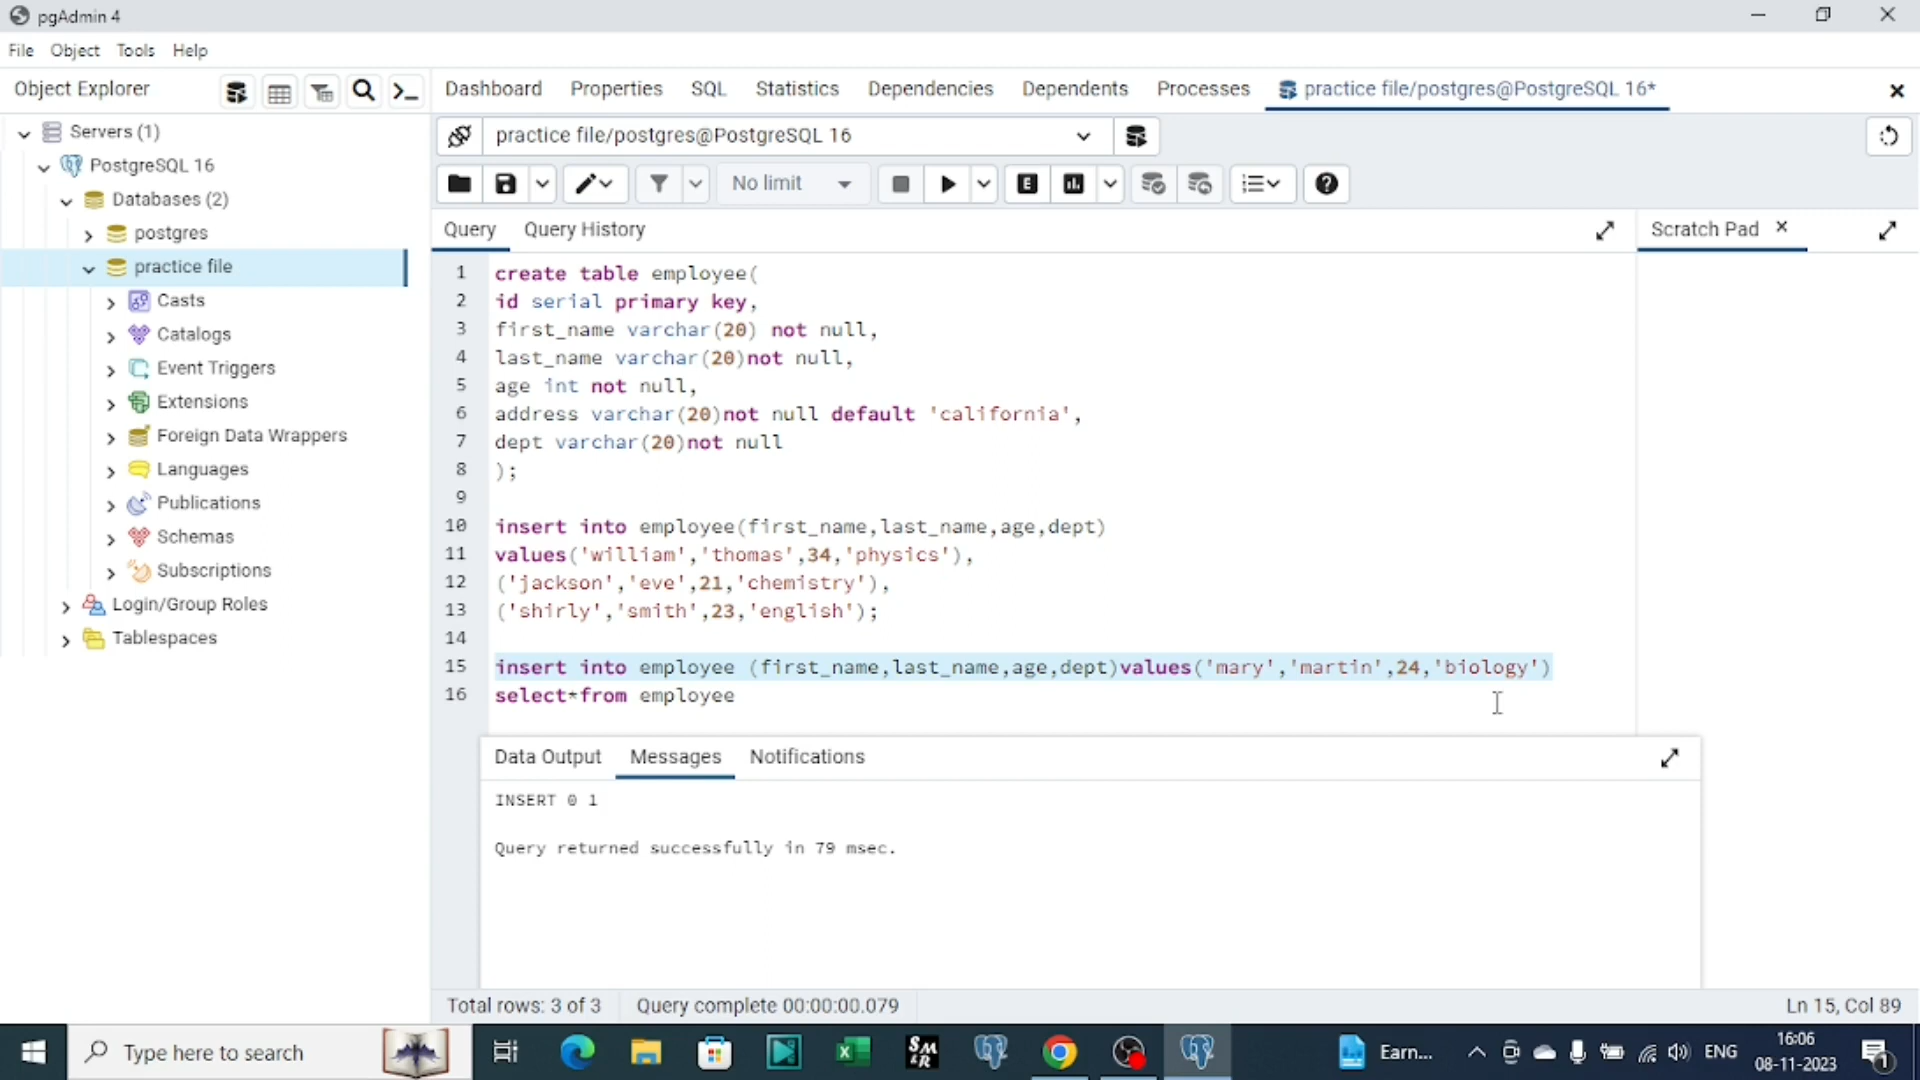 pgAdmin 4
File Object Tools Help
Object Explorer
Dashboard Properties SQL Statistics Dependencies Dependents Processes practice file/postgres@PostgreSQL 16*
Servers (1)
PostgreSQL 16
Databases (2)
postgres
practice file
Casts
Catalogs
Event Triggers
Extensions
Foreign Data Wrappers
Languages
Publications
Schemas
Subscriptions
Login/Group Roles
Tablespaces
practice file/postgres@PostgreSQL 16
No limit
E
Query Query History
Scratch Pad
1 create table employee(
2 id serial primary key,
3 first_name varchar(20) not null,
4 last_name varchar(20)not null,
5 age int not null,
6 address varchar(20)not null default 'california',
7 dept varchar(20)not null
8 );
9
10 insert into employee(first_name,last_name,age,dept)
11 values('william','thomas',34,'physics'),
12 ('jackson','eve',21,'chemistry'),
13 ('shirly','smith',23,'english');
14
15 insert into employee (first_name,last_name,age,dept)values('mary','martin',24,'biology')
16 select*from employee
Data Output Messages Notifications
INSERT 0 1
Query returned successfully in 79 msec.
Total rows: 3 of 3 Query complete 00:00:00.079 Ln 15, Col 89
Type here to search
Earn...
ENG
16:06
08-11-2023
1